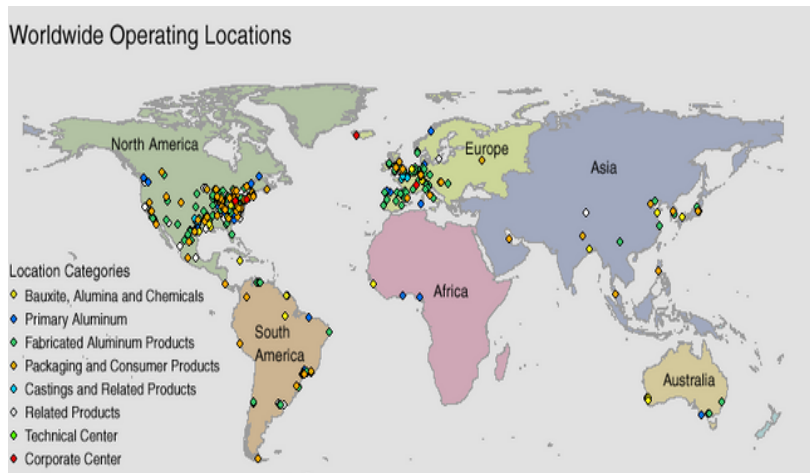 Worldwide Operating Locations
North America
Europe
Asia
Africa
South
America
Australia
Location Categories
Bauxite, Alumina and Chemicals
Primary Aluminum
Fabricated Aluminum Products
Packaging and Consumer Products
Castings and Related Products
Related Products
Technical Center
Corporate Center